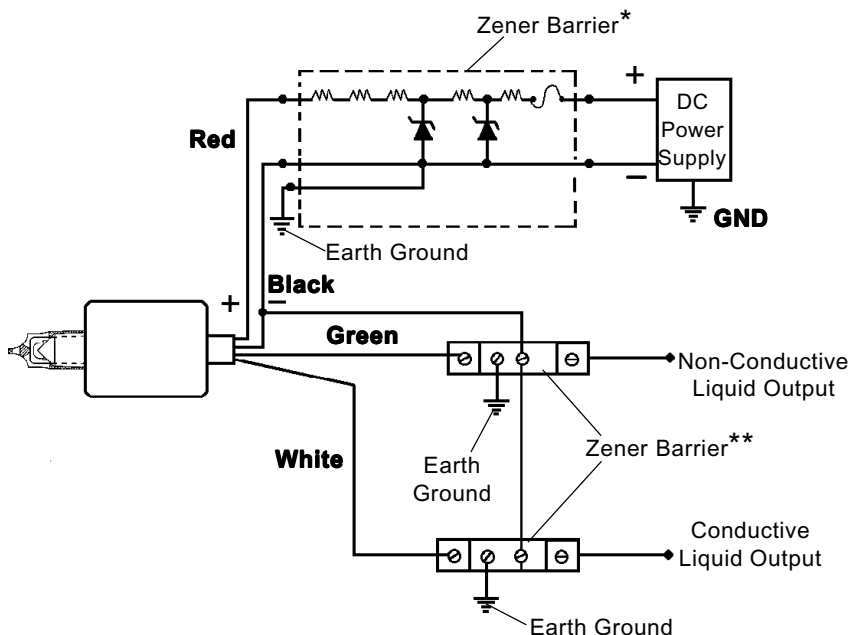 Zener Barrier*
+
DC
Power
Supply
Red
−
GND
Earth Ground
Black
+
−
Green
Non-Conductive
Liquid Output
Zener Barrier**
Earth
Ground
White
Conductive
Liquid Output
Earth Ground